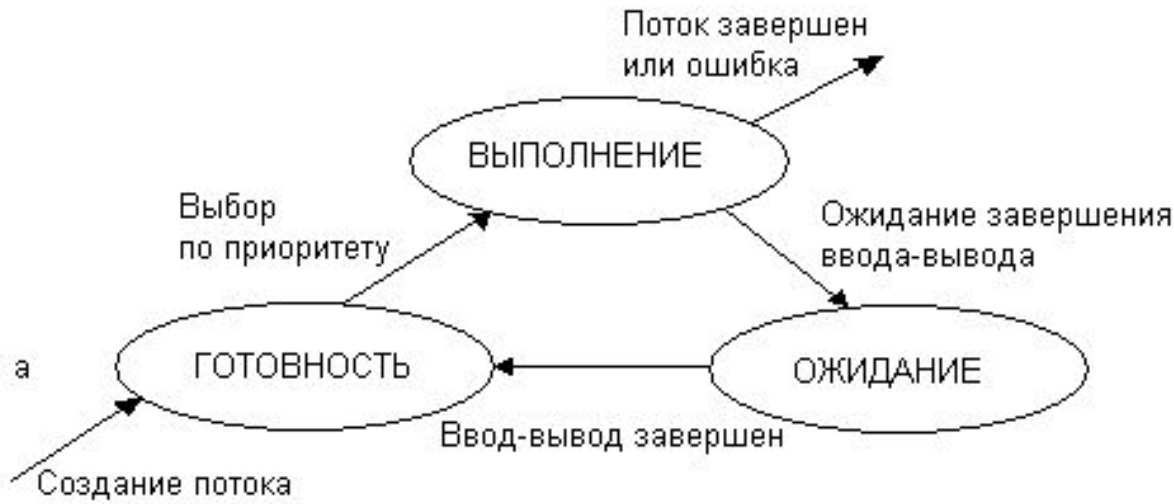 Поток завершен
или ошибка
ВЫПОЛНЕНИЕ
Выбор
по приоритету
Ожидание завершения
ввода-вывода
а
ГОТОВНОСТЬ
ОЖИДАНИЕ
Ввод-вывод завершен
Создание потока